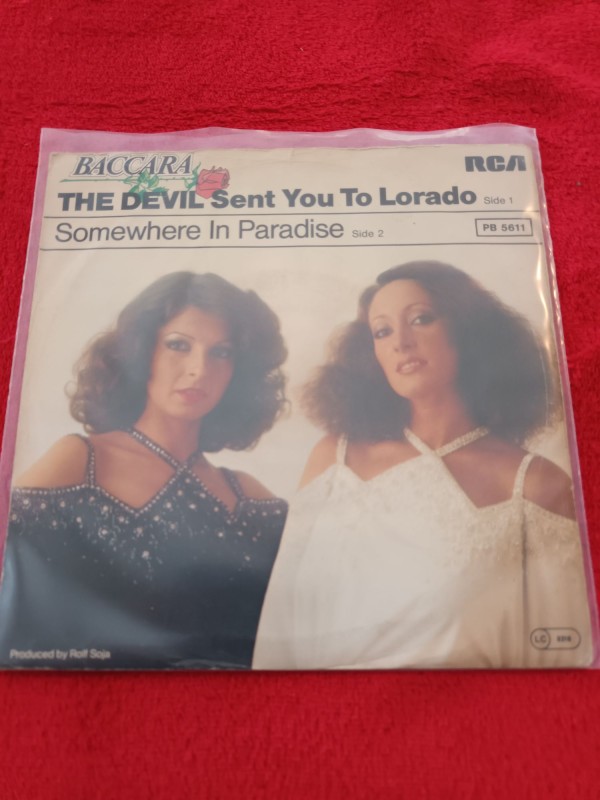 BACCARA
RCA
THE DEVIL Sent You To Lorado Side 1
Somewhere In Paradise Side 2
PB 5611
Produced by Rolf Soja
LC